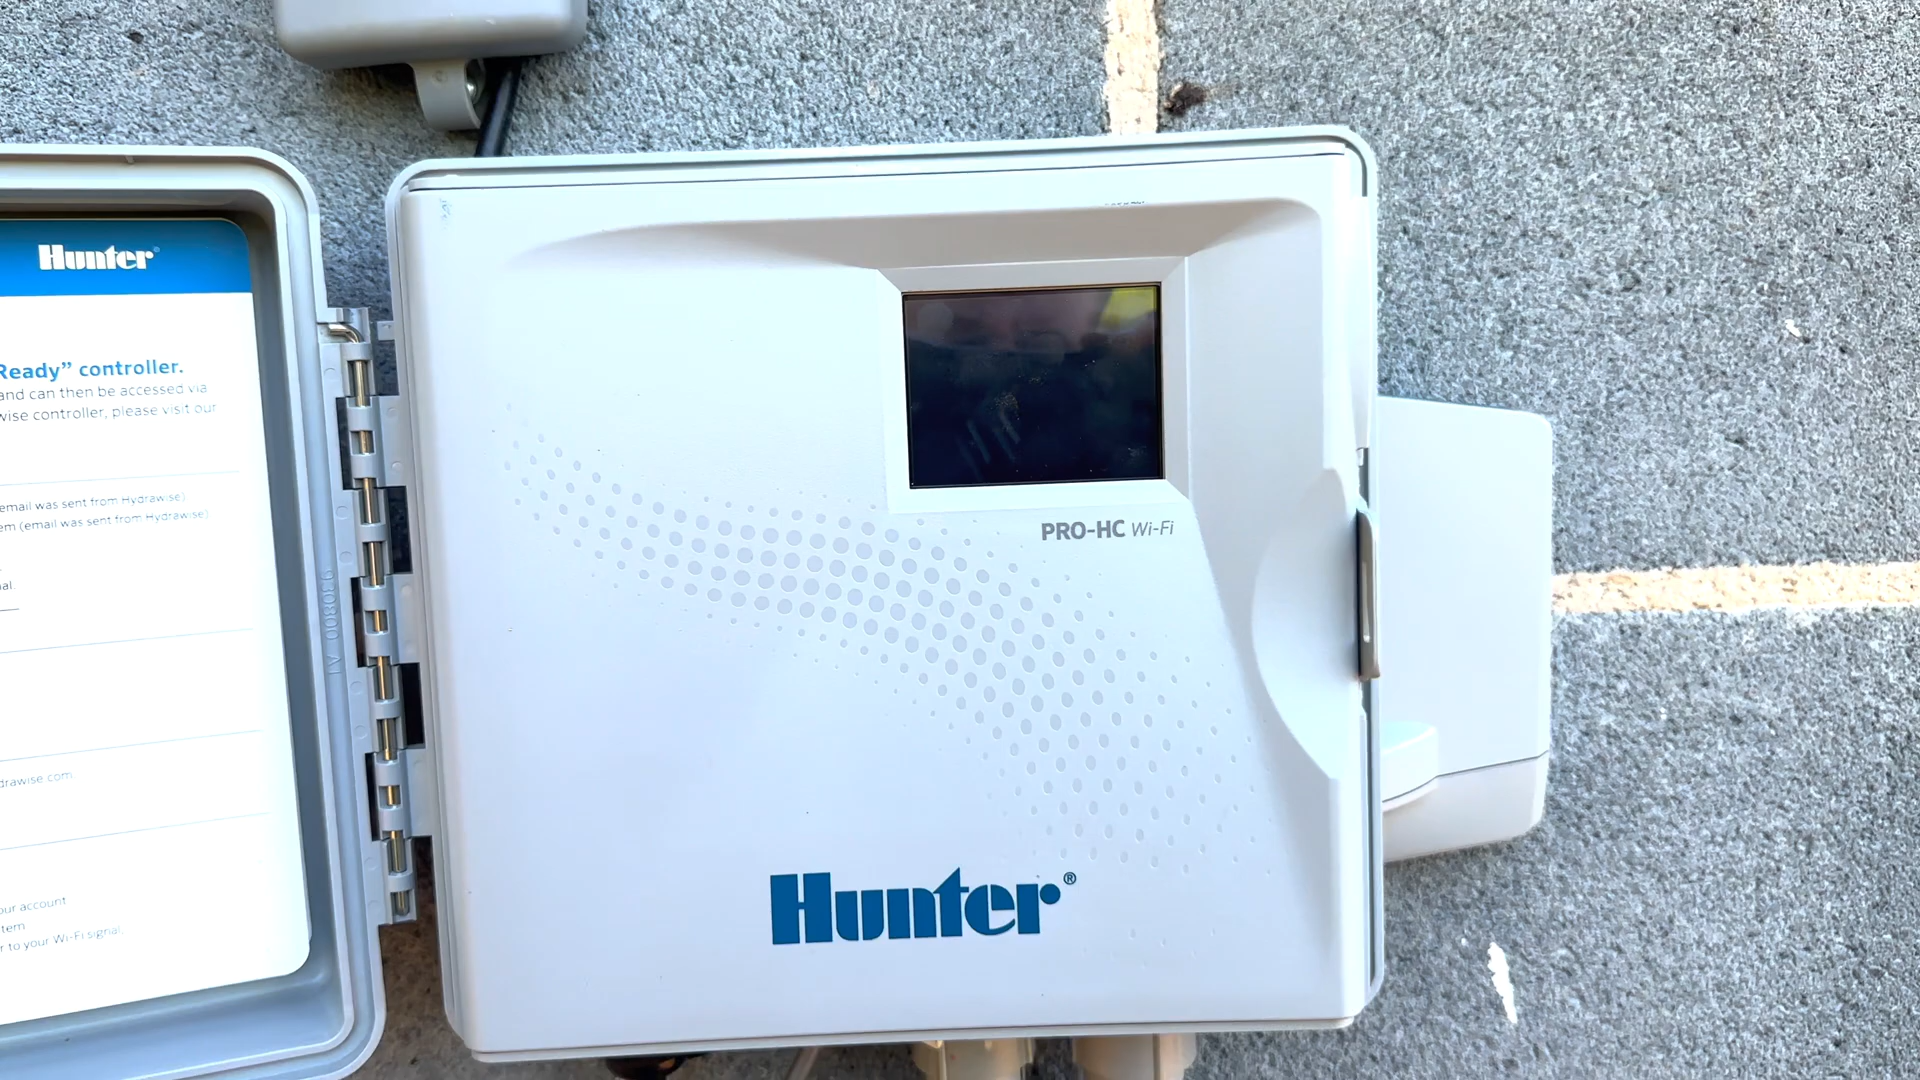 Hunter®
Ready” controller.
and can then be accessed via
wise controller, please visit our
email was sent from Hydrawise).
em (email was sent from Hydrawise)
al.
930800 A1
drawise.com.
our account
tem
r to your Wi-Fi signal.
PRO-HC Wi-Fi
Hunter®